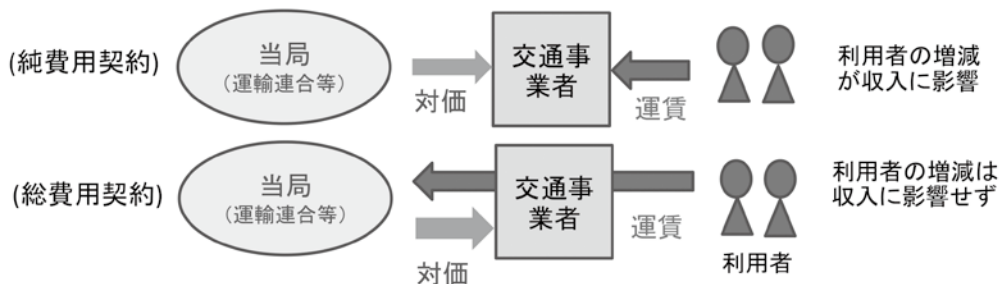 (純費用契約)
当局
(運輸連合等)
対価
交通事
業者
運賃
利用者の増減
が収入に影響
(総費用契約)
当局
(運輸連合等)
対価
交通事
業者
運賃
利用者
利用者の増減は
収入に影響せず